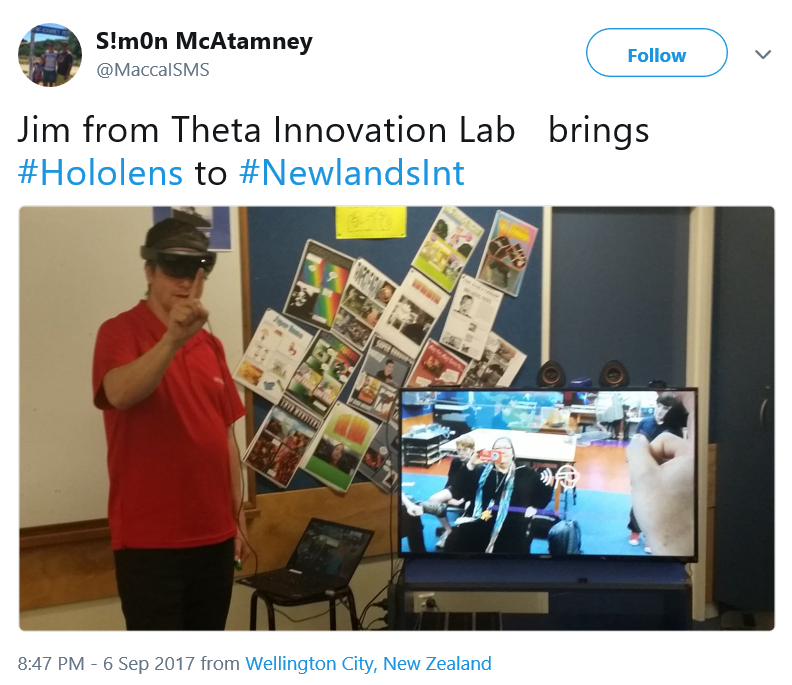 S!m0n McAtamney
@MaccaISMS
Follow
Jim from Theta Innovation Lab brings
#Hololens to #NewlandsInt
8:47 PM - 6 Sep 2017 from Wellington City, New Zealand